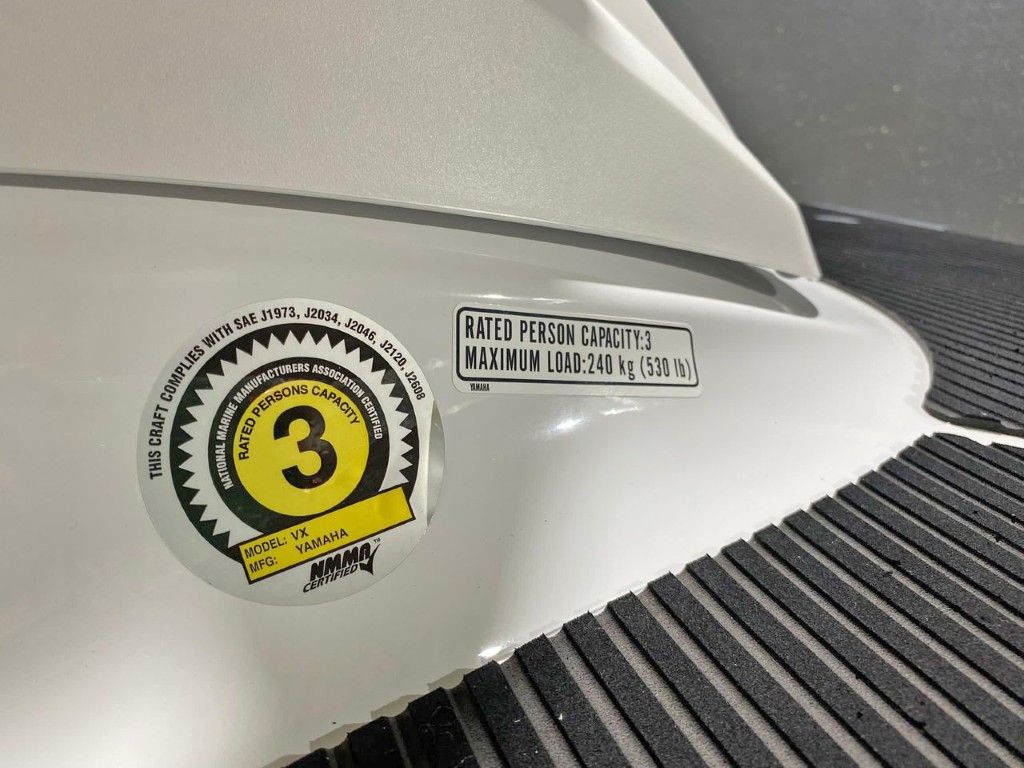 THIS CRAFT COMPLIES WITH SAE J1973, J2034, J2046, J2120, J2608
NATIONAL MARINE MANUFACTURERS ASSOCIATION CERTIFIED
RATED PERSONS CAPACITY
3
MODEL: VX
MFG: YAMAHA
NMMA™
CERTIFIED
RATED PERSON CAPACITY:3
MAXIMUM LOAD:240 kg (530 lb)
YAMAHA